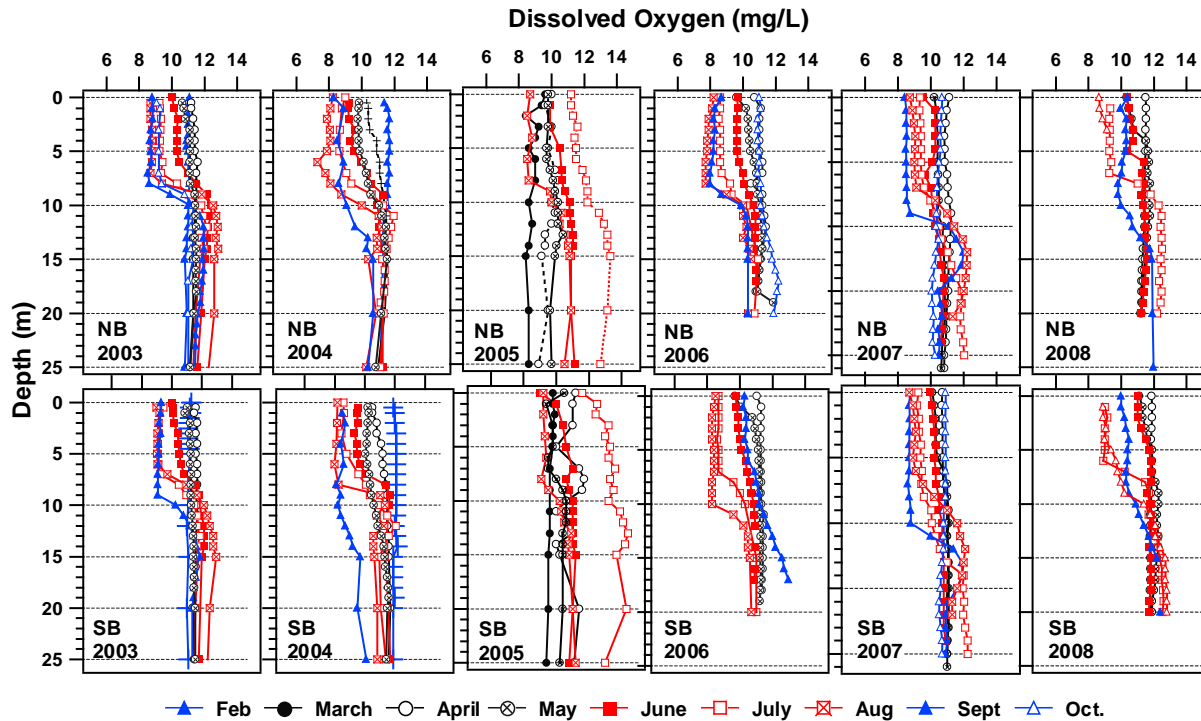 Dissolved Oxygen (mg/L)
6 8 10 12 14 6 8 10 12 14 6 8 10 12 14 6 8 10 12 14 6 8 10 12 14 6 8 10 12 14
Depth (m)
0
5
10
15
20
25
NB
2003
NB
2004
NB
2005
NB
2006
NB
2007
NB
2008
0
5
10
15
20
25
SB
2003
SB
2004
SB
2005
SB
2006
SB
2007
SB
2008
Feb March April May June July Aug Sept Oct.